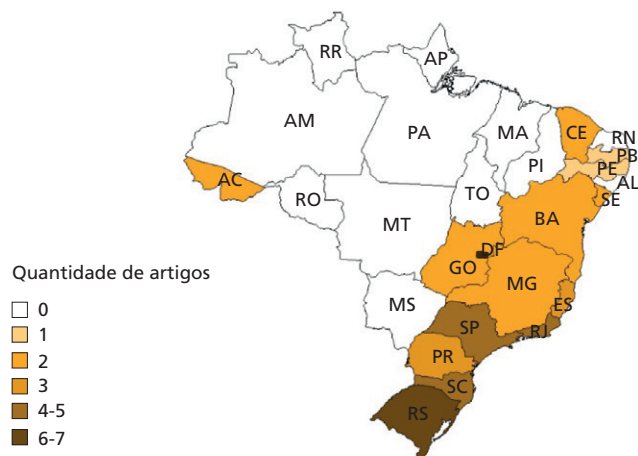 RR
AP
AM
PA
MA
CE
RN
PB
PI
PE
AL
AC
SE
TO
RO
BA
MT
DF
GO
MG
MS
ES
SP
RJ
PR
SC
RS
Quantidade de artigos
0
1
2
3
4-5
6-7